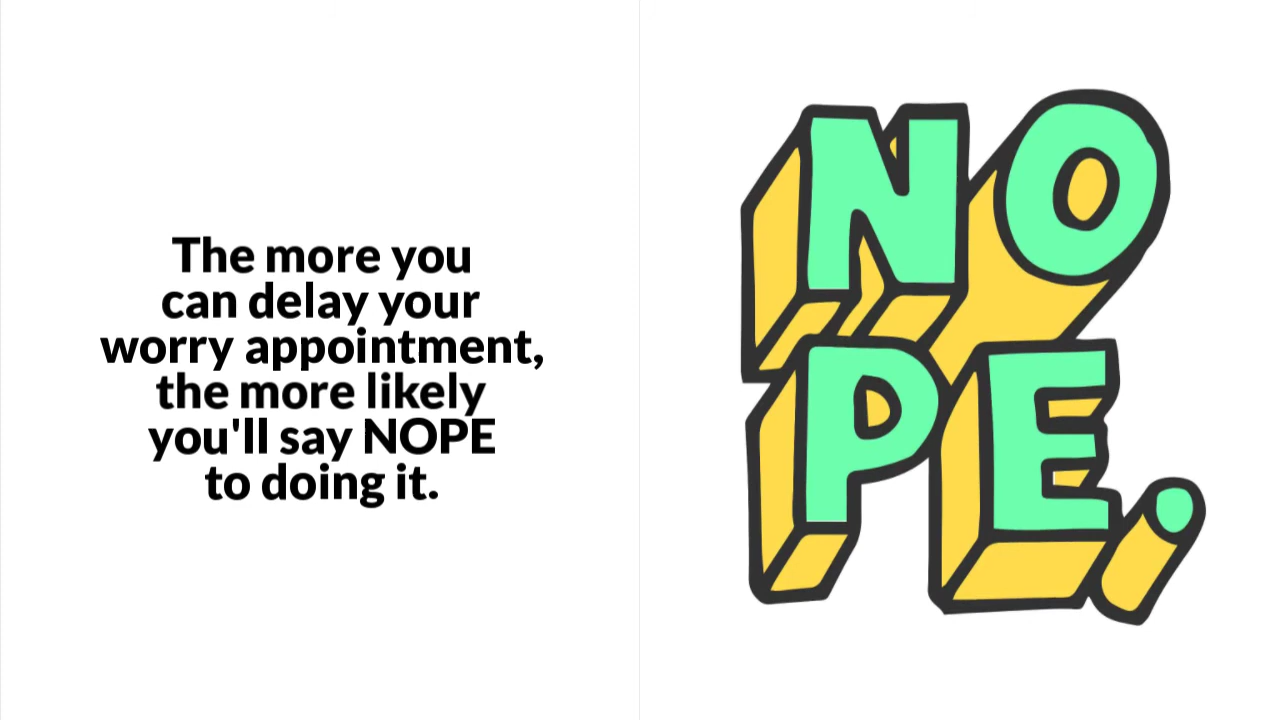 The more you
can delay your
worry appointment,
the more likely
you'll say NOPE
to doing it.
NO
PE.